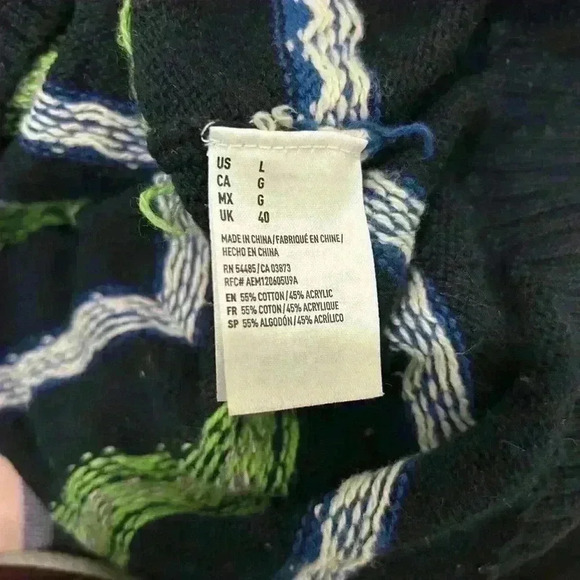 US L
CA G
MX G
UK 40
MADE IN CHINA/FABRIQUÉ EN CHINE/
HECHO EN CHINA
RN 54485/CA 03873
RFC# AEM120605U9A
EN 55% COTTON/45% ACRYLIC
FR 55% COTON/45% ACRYLIQUE
SP 55% ALGODÓN/45% ACRÍLICO